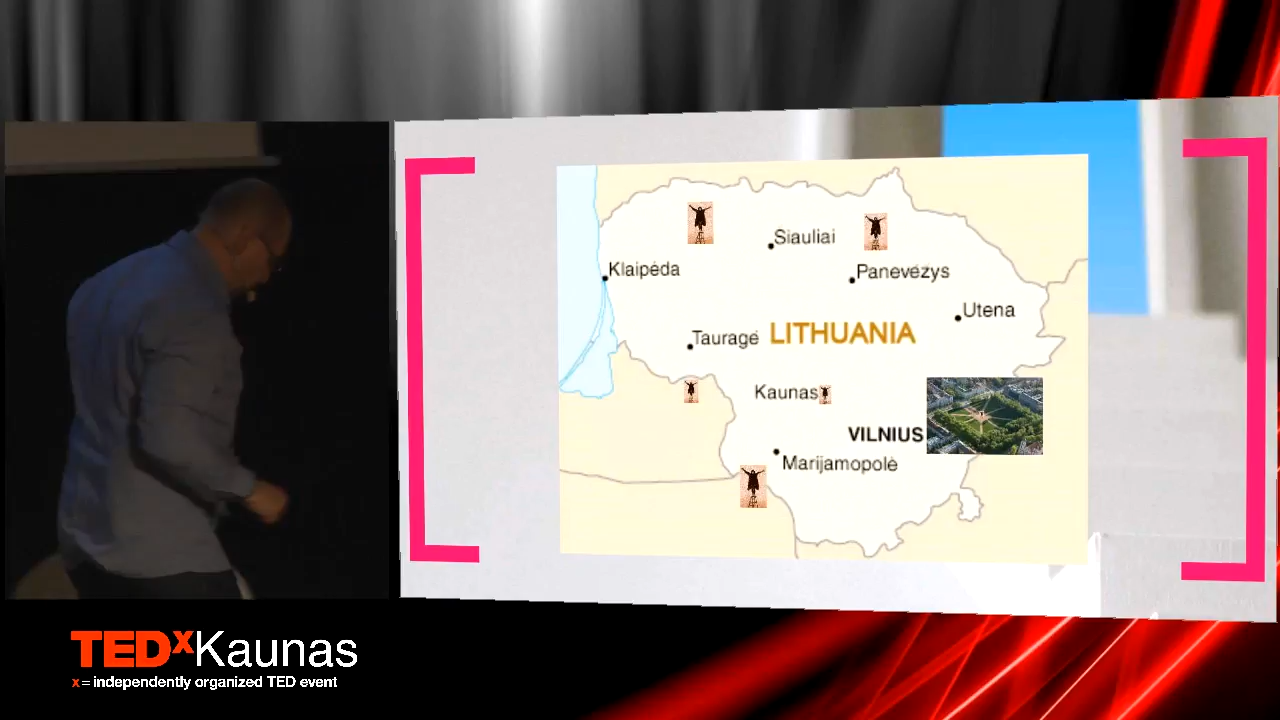 Siauliai
Klaipėda
Panevėzys
Utena
Tauragė
LITHUANIA
Kaunas
VILNIUS
Marijamopolė
TEDxKaunas
x = independently organized TED event